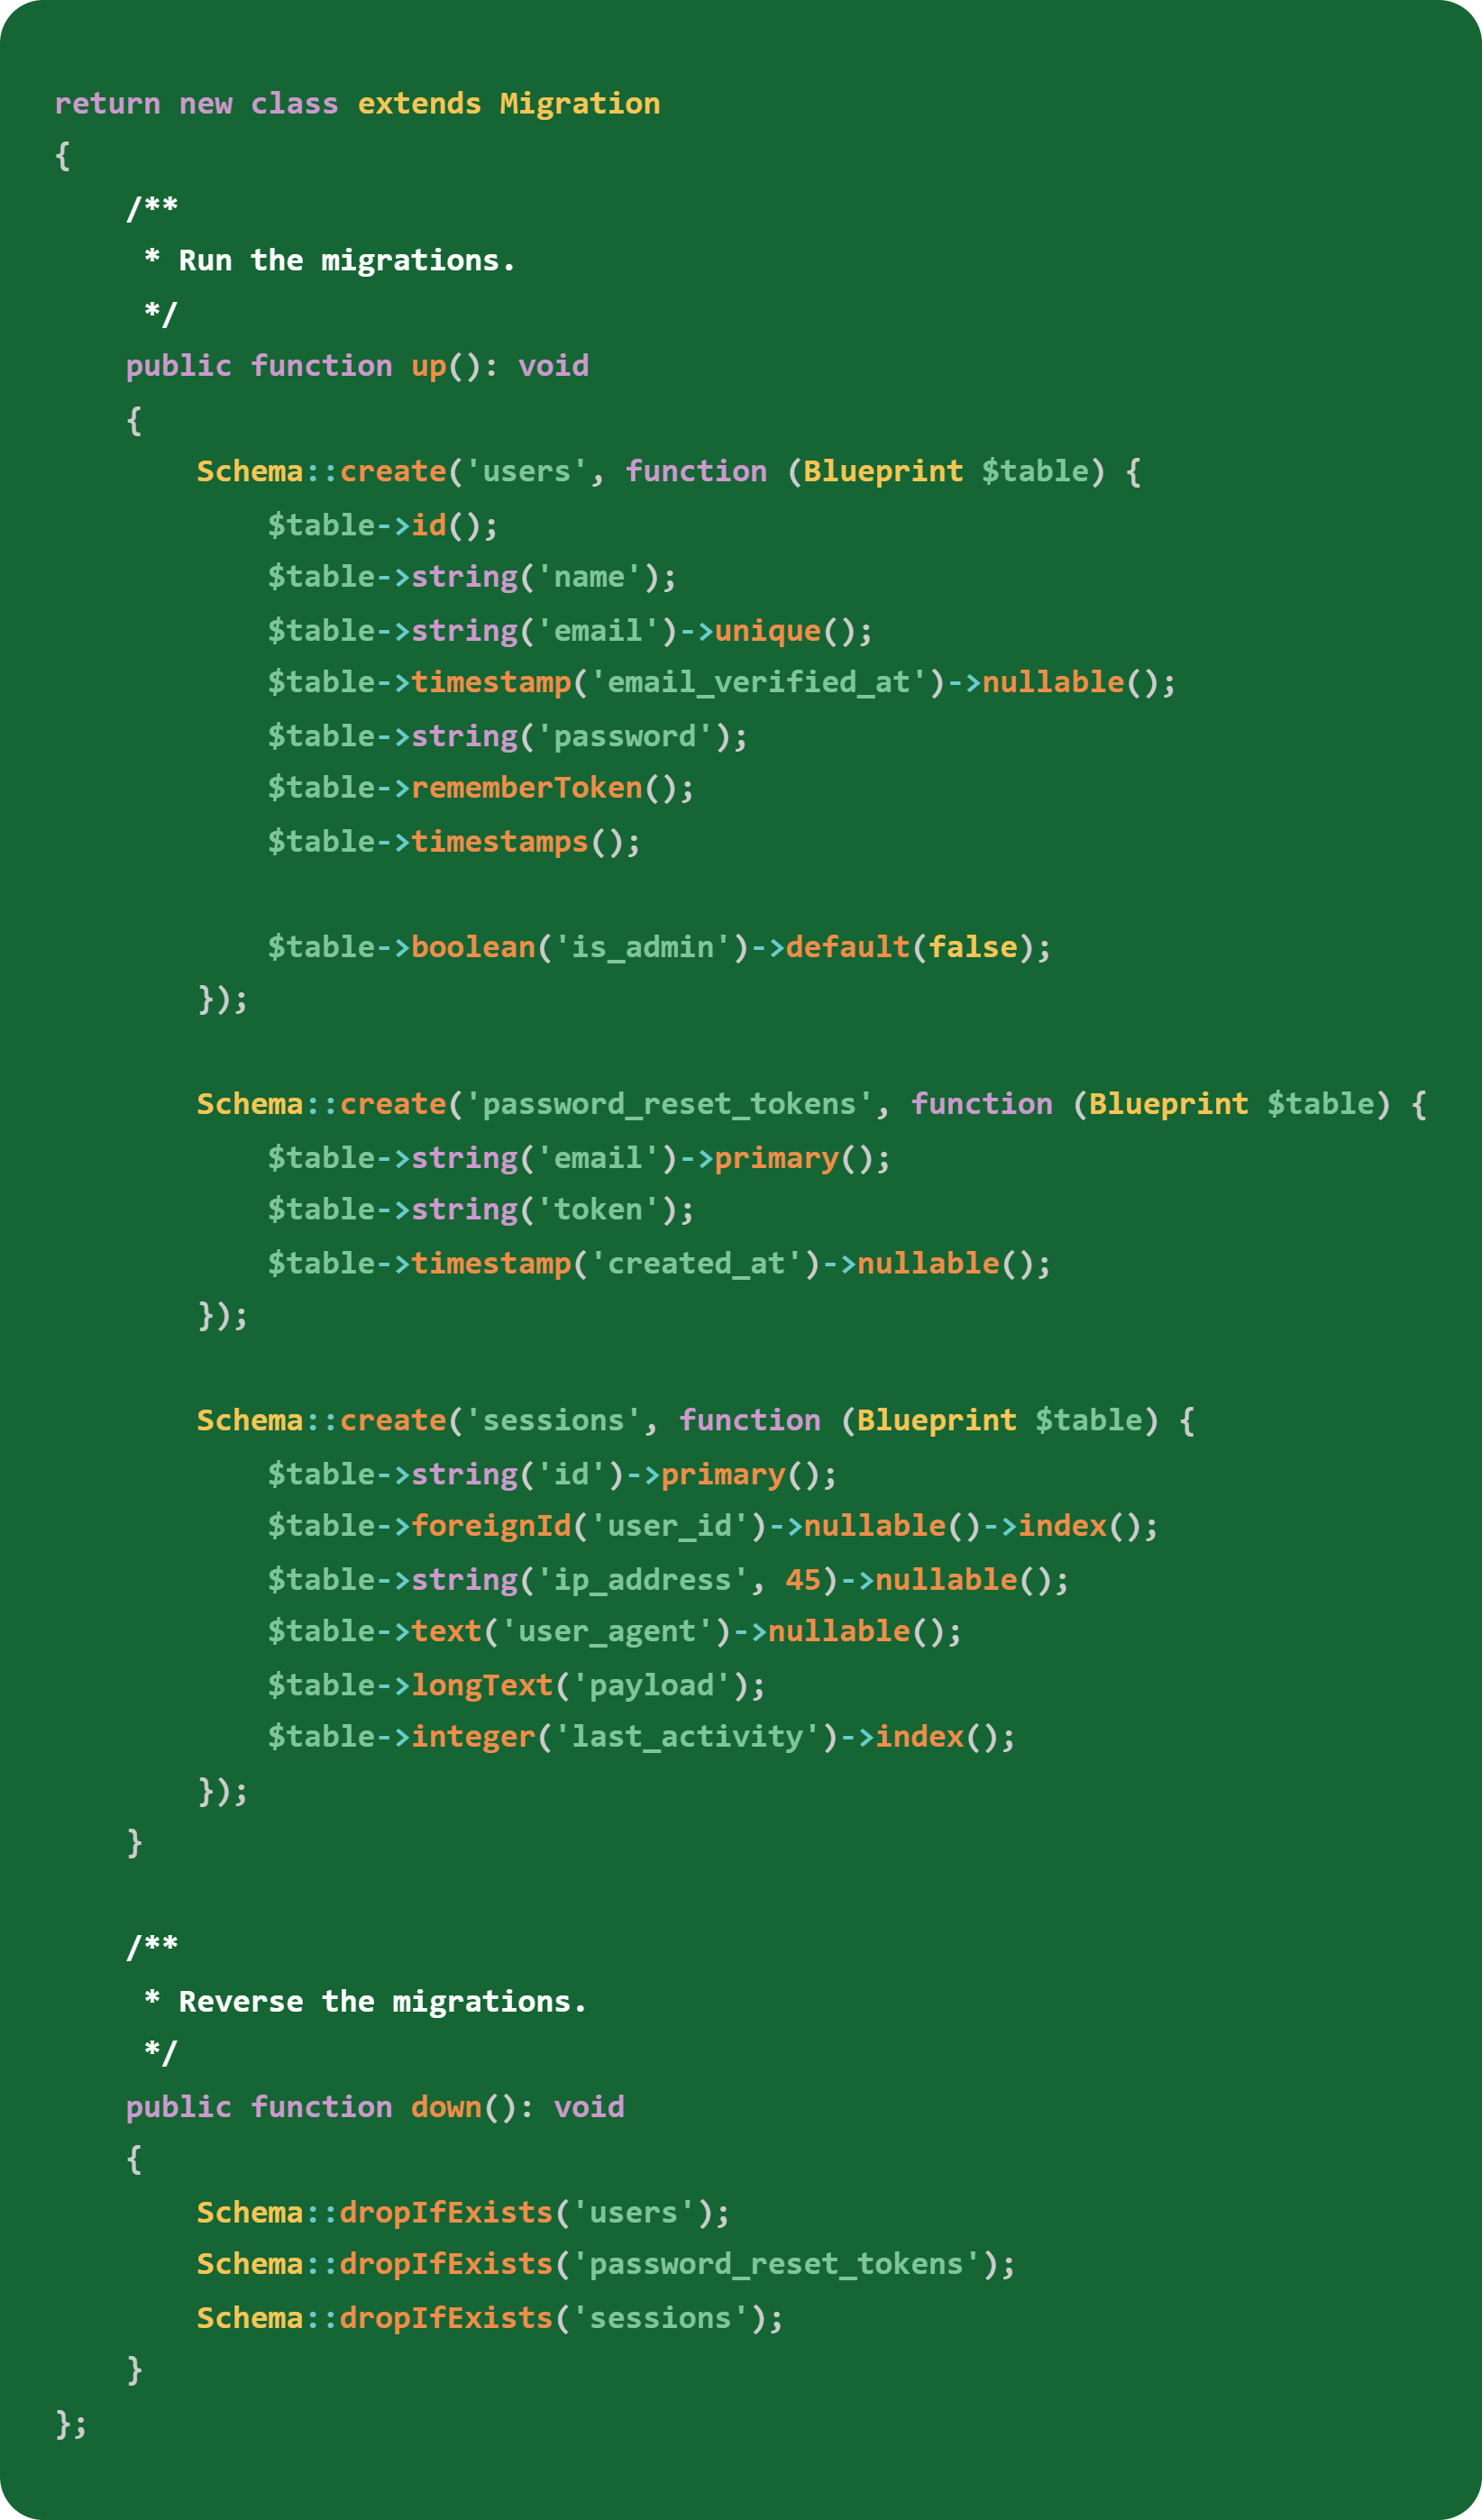 return new class extends Migration
{
    /**
     * Run the migrations.
     */
    public function up(): void
    {
        Schema::create('users', function (Blueprint $table) {
            $table->id();
            $table->string('name');
            $table->string('email')->unique();
            $table->timestamp('email_verified_at')->nullable();
            $table->string('password');
            $table->rememberToken();
            $table->timestamps();

            $table->boolean('is_admin')->default(false);
        });

        Schema::create('password_reset_tokens', function (Blueprint $table) {
            $table->string('email')->primary();
            $table->string('token');
            $table->timestamp('created_at')->nullable();
        });

        Schema::create('sessions', function (Blueprint $table) {
            $table->string('id')->primary();
            $table->foreignId('user_id')->nullable()->index();
            $table->string('ip_address', 45)->nullable();
            $table->text('user_agent')->nullable();
            $table->longText('payload');
            $table->integer('last_activity')->index();
        });
    }

    /**
     * Reverse the migrations.
     */
    public function down(): void
    {
        Schema::dropIfExists('users');
        Schema::dropIfExists('password_reset_tokens');
        Schema::dropIfExists('sessions');
    }
};